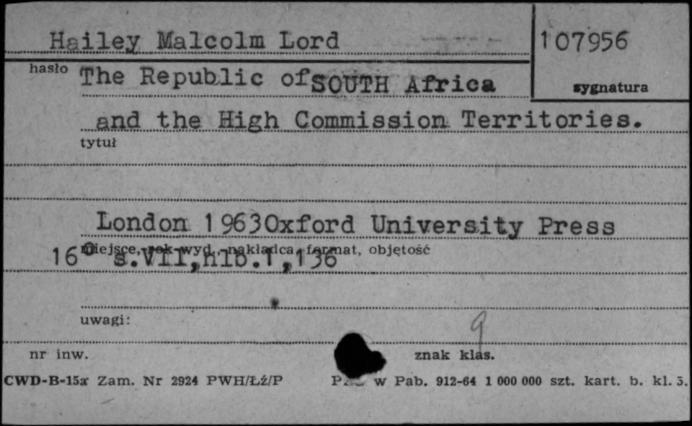 Hailey Malcolm Lord
107956
hasło
The Republic of SOUTH Africa
sygnatura
and the High Commission Territories.
tytuł
London 1963 Oxford University Press
miejsce, rok wyd., nakładca, format, objętość
16° s.VII,nlb.1,136
uwagi:
9
nr inw.
znak klas.
CWD-B-15a Zam. Nr 2924 PWH/Łź/P
w Pab. 912-64 1 000 000 szt. kart. b. kl. 5.